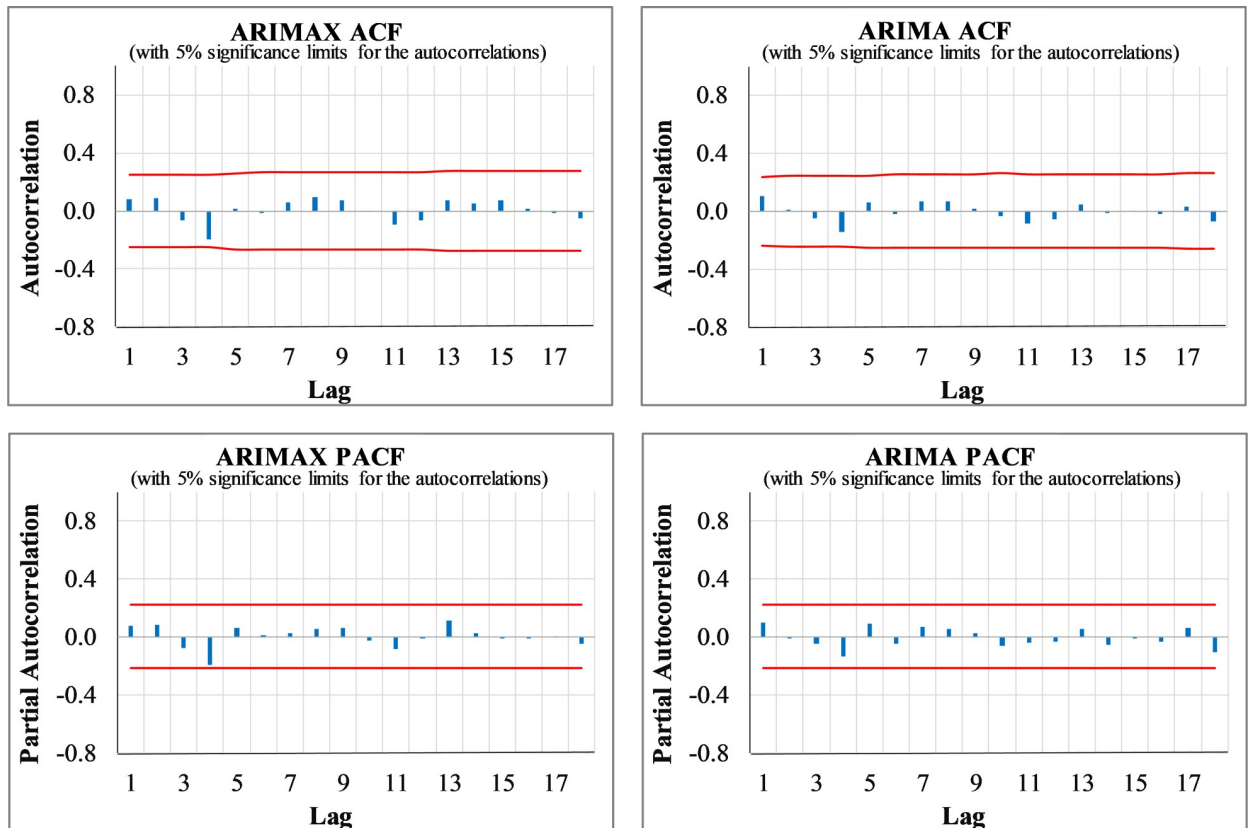 ARIMAX ACF
(with 5% significance limits for the autocorrelations)
Autocorrelation
0.8
0.4
0.0
-0.4
-0.8
1 3 5 7 9 11 13 15 17
Lag
ARIMA ACF
(with 5% significance limits for the autocorrelations)
Autocorrelation
0.8
0.4
0.0
-0.4
-0.8
1 3 5 7 9 11 13 15 17
Lag
ARIMAX PACF
(with 5% significance limits for the autocorrelations)
Partial Autocorrelation
0.8
0.4
0.0
-0.4
-0.8
1 3 5 7 9 11 13 15 17
Lag
ARIMA PACF
(with 5% significance limits for the autocorrelations)
Partial Autocorrelation
0.8
0.4
0.0
-0.4
-0.8
1 3 5 7 9 11 13 15 17
Lag